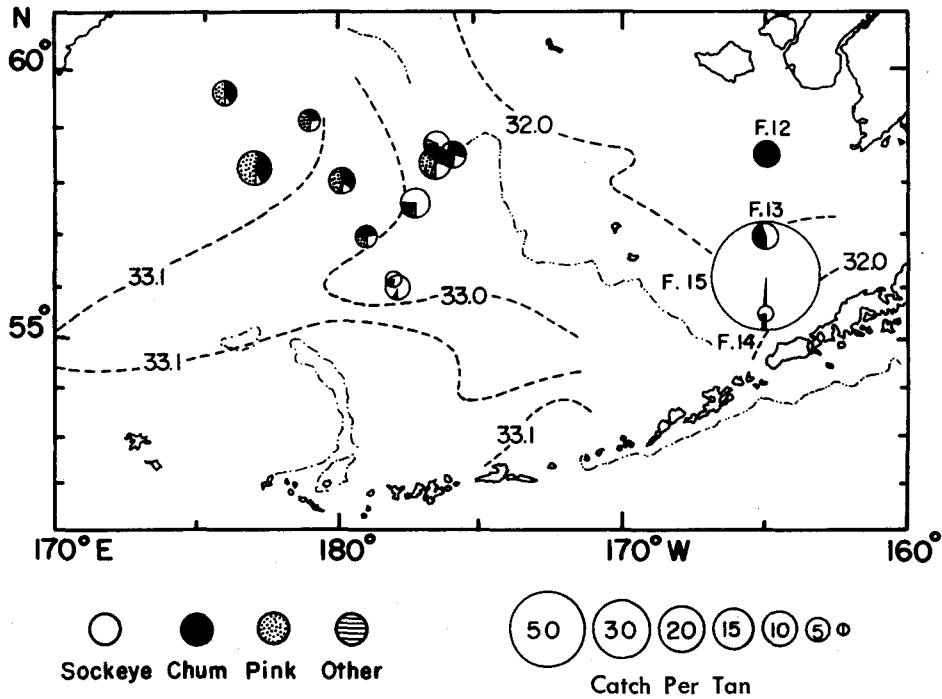 N
60°
F.12
32.0
F.13
33.1
32.0
F. 15
33.0
55°
F.14
33.1
33.1
170° E
180°
170° W
160°
50 30 20 15 10 5
Sockeye Chum Pink Other
Catch Per Tan